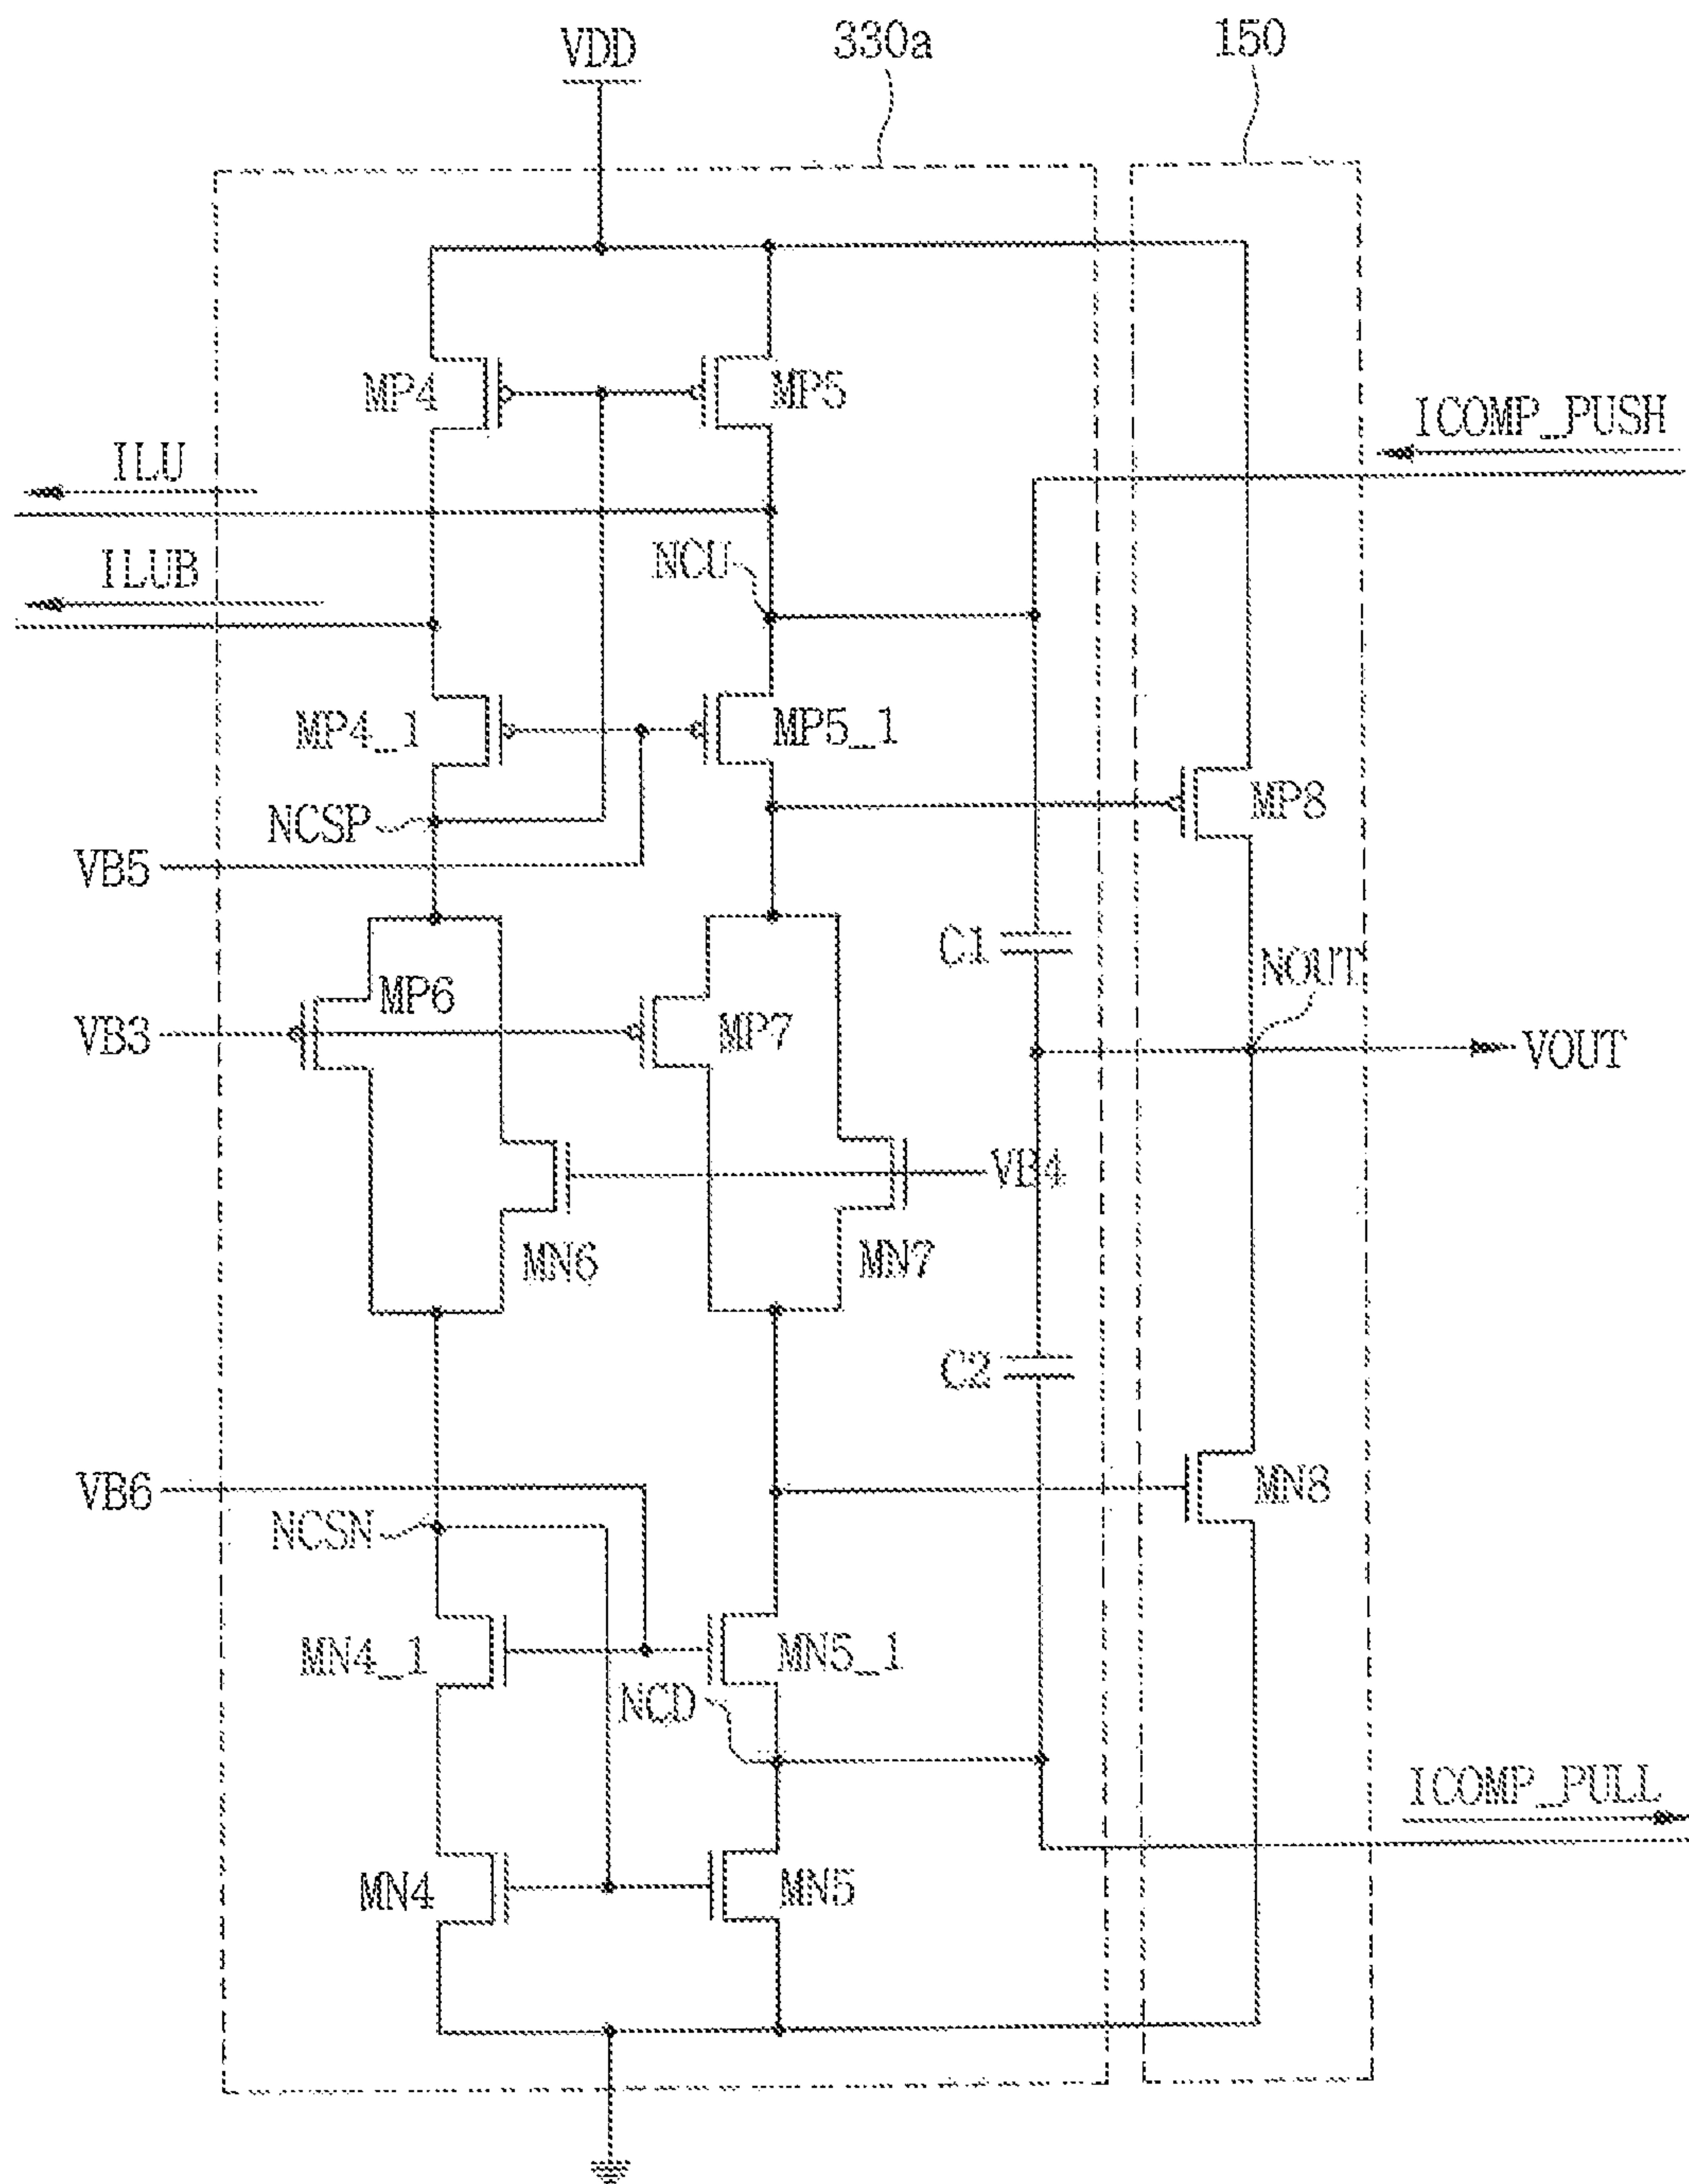 VDD
330a
150
MP4
MP5
ICOMP_PUSH
ILU
ILUB
NCU
MP4_1
MP5_1
NCSP
MP8
VB5
C1
NOUT
MP6
VB3
MP7
VOUT
VB4
MN6
MN7
C2
VB6
MN8
NCSN
MN4_1
MN5_1
NCD
ICOMP_PULL
MN4
MN5